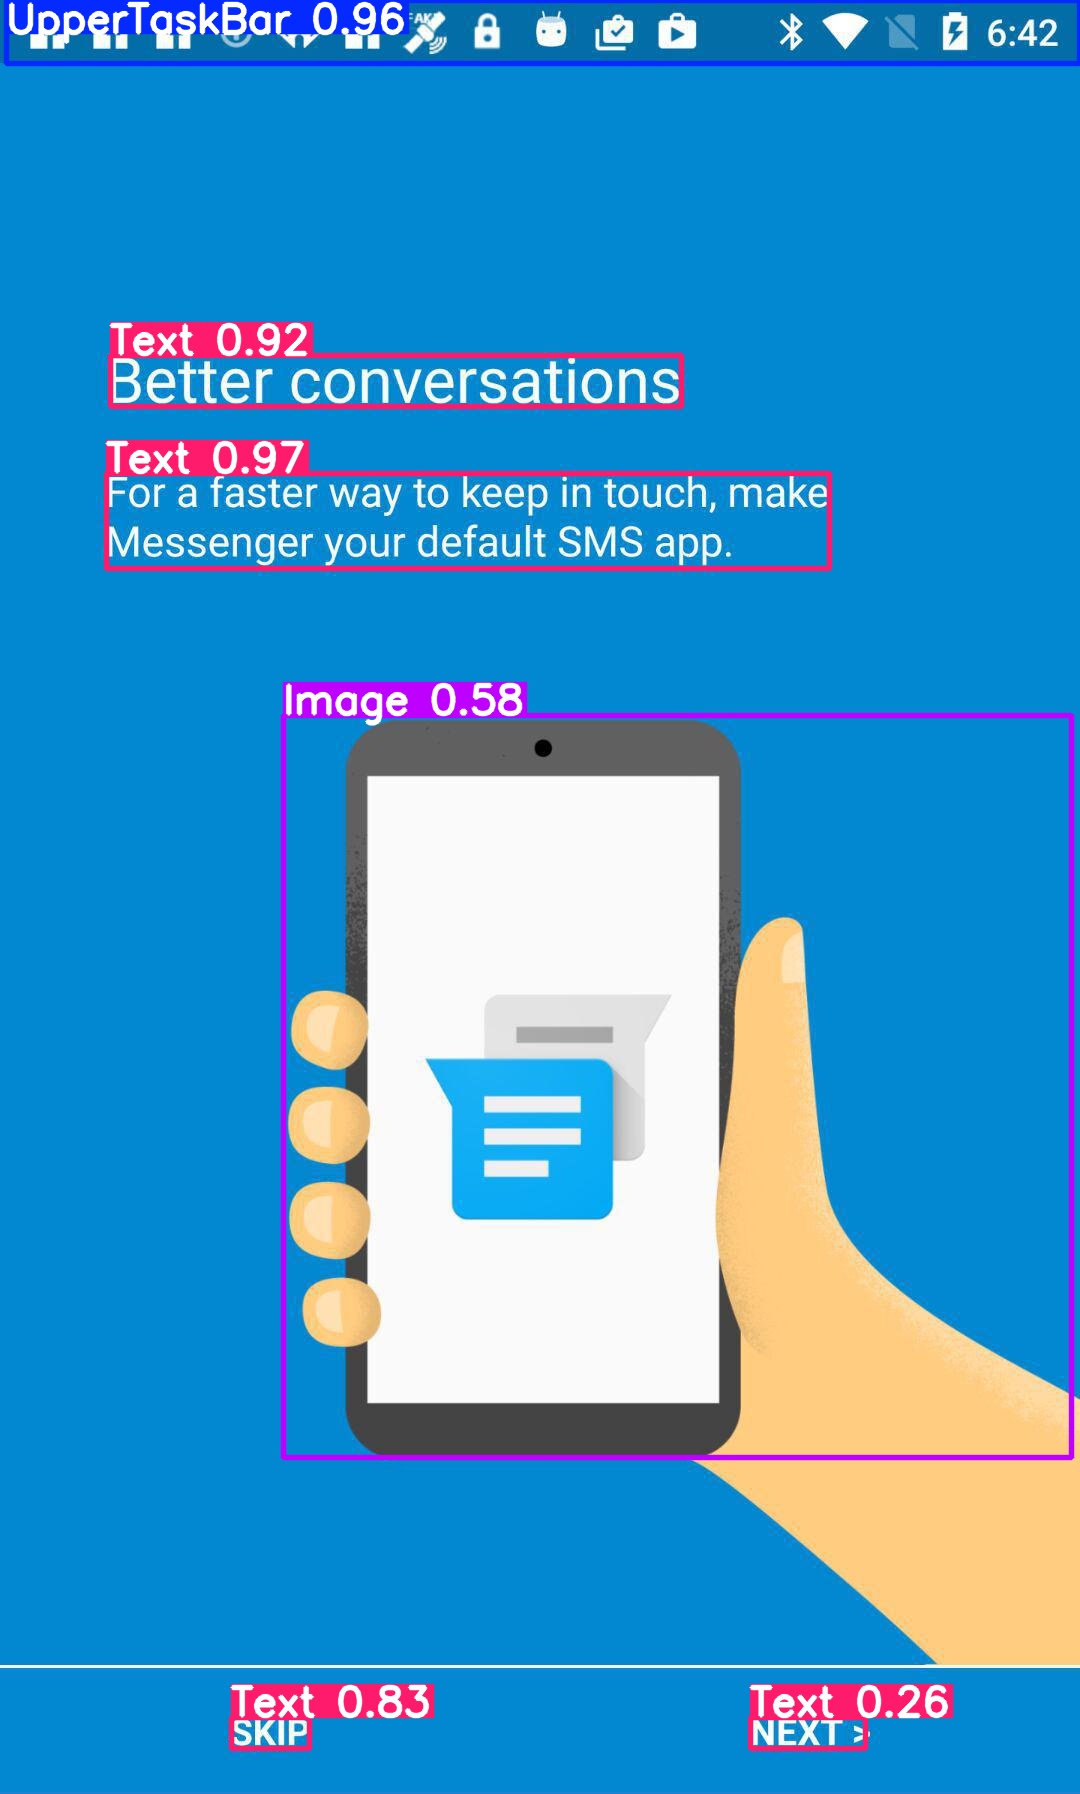 UpperTaskBar 0.96
FAKE
6:42
Text 0.92
Better conversations
Text 0.97
For a faster way to keep in touch, make
Messenger your default SMS app.
Image 0.58
Text 0.83
Text 0.26
SKIP
NEXT >